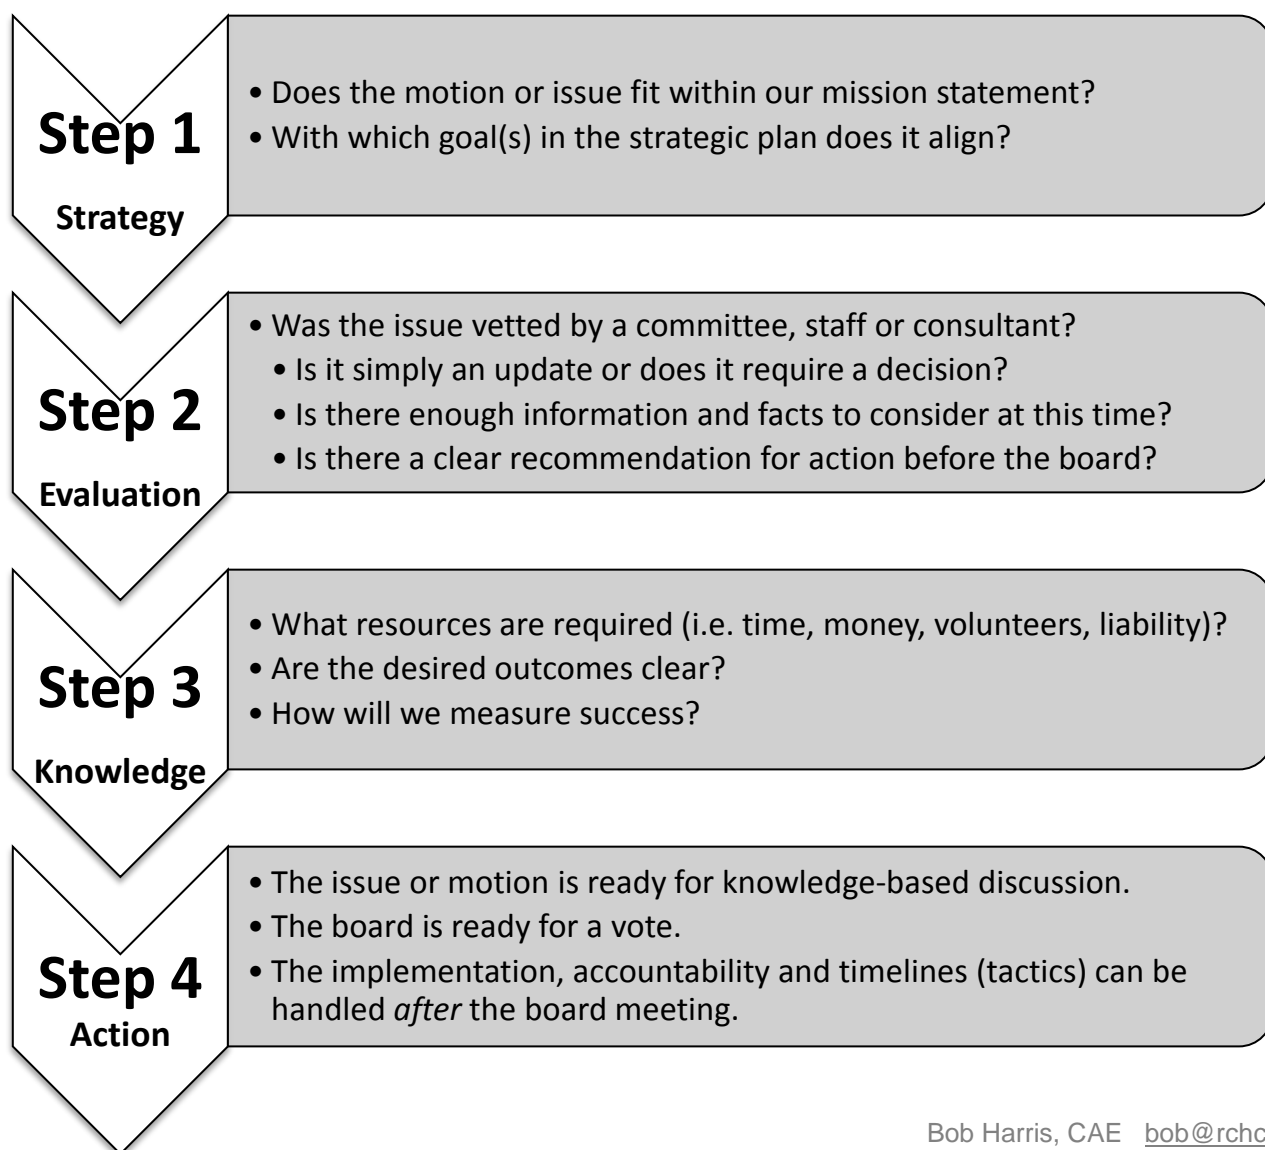 Step 1
Strategy
• Does the motion or issue fit within our mission statement?
• With which goal(s) in the strategic plan does it align?
Step 2
Evaluation
• Was the issue vetted by a committee, staff or consultant?
• Is it simply an update or does it require a decision?
• Is there enough information and facts to consider at this time?
• Is there a clear recommendation for action before the board?
Step 3
Knowledge
• What resources are required (i.e. time, money, volunteers, liability)?
• Are the desired outcomes clear?
• How will we measure success?
Step 4
Action
• The issue or motion is ready for knowledge-based discussion.
• The board is ready for a vote.
• The implementation, accountability and timelines (tactics) can be
handled after the board meeting.
Bob Harris, CAE bob@rchc